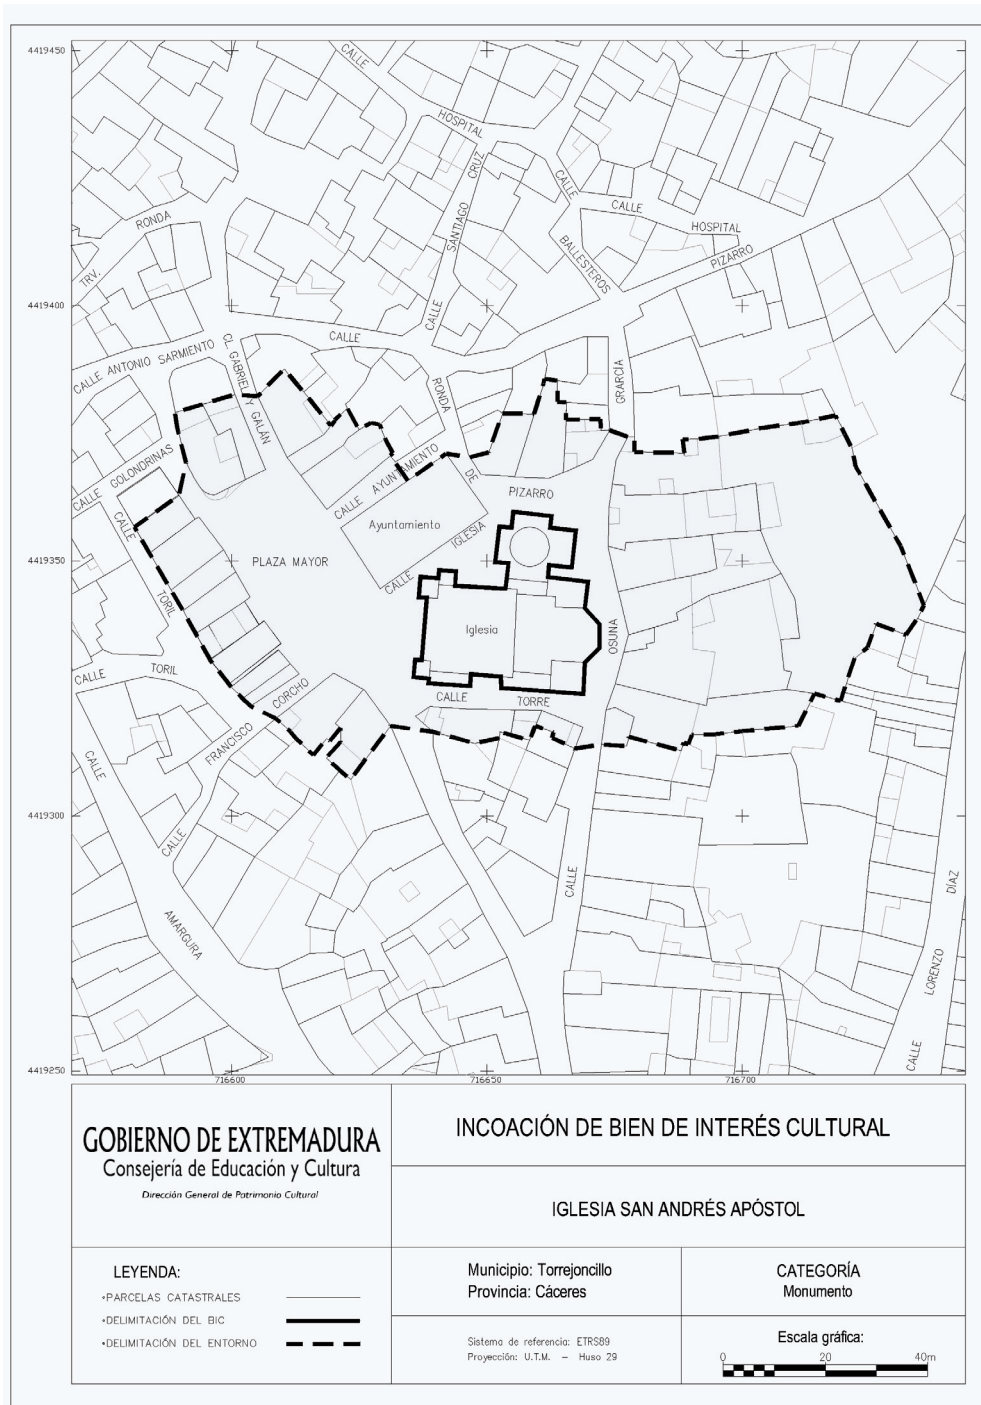 4419450
CALLE
HOSPITAL
CRUZ
SANTIAGO
CALLE
CALLE
CALLE
HOSPITAL
BALLESTEROS
PIZARRO
RONDA
TRV.
4419400
CALLE
CALLE ANTONIO SARMIENTO
CL. GABRIEL Y GALÁN
RONDA
GRARCÍA
CALLE GOLONDRINAS
CALLE AYUNTAMIENTO
DE
PIZARRO
Ayuntamiento
CALLE IGLESIA
CALLE
TORIL
4419350
PLAZA MAYOR
Iglesia
OSUNA
CALLE
TORIL
CALLE
TORRE
CALLE
FRANCISCO
CORCHO
CALLE
AMARGURA
4419300
CALLE
CALLE
LORENZO
DÍAZ
4419250
716600
716650
716700
GOBIERNO DE EXTREMADURA
Consejería de Educación y Cultura
Dirección General de Patrimonio Cultural
INCOACIÓN DE BIEN DE INTERÉS CULTURAL
IGLESIA SAN ANDRÉS APÓSTOL
LEYENDA:
•PARCELAS CATASTRALES
•DELIMITACIÓN DEL BIC
•DELIMITACIÓN DEL ENTORNO
Municipio: Torrejoncillo
Provincia: Cáceres
CATEGORÍA
Monumento
Sistema de referencia: ETRS89
Proyección: U.T.M. – Huso 29
Escala gráfica:
0 20 40m